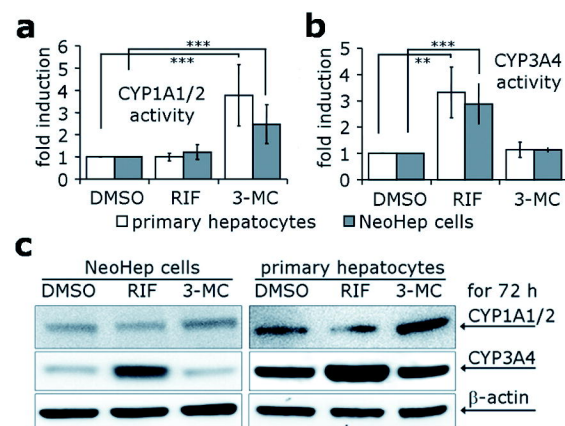 a
fold induction
6
5
4
3
2
1
0
***
***
CYP1A1/2
activity
DMSO RIF 3-MC
b
fold induction
5
4
3
2
1
0
***
**
CYP3A4
activity
DMSO RIF 3-MC
primary hepatocytes NeoHep cells
c
NeoHep cells primary hepatocytes
DMSO RIF 3-MC DMSO RIF 3-MC for 72 h
CYP1A1/2
CYP3A4
β-actin